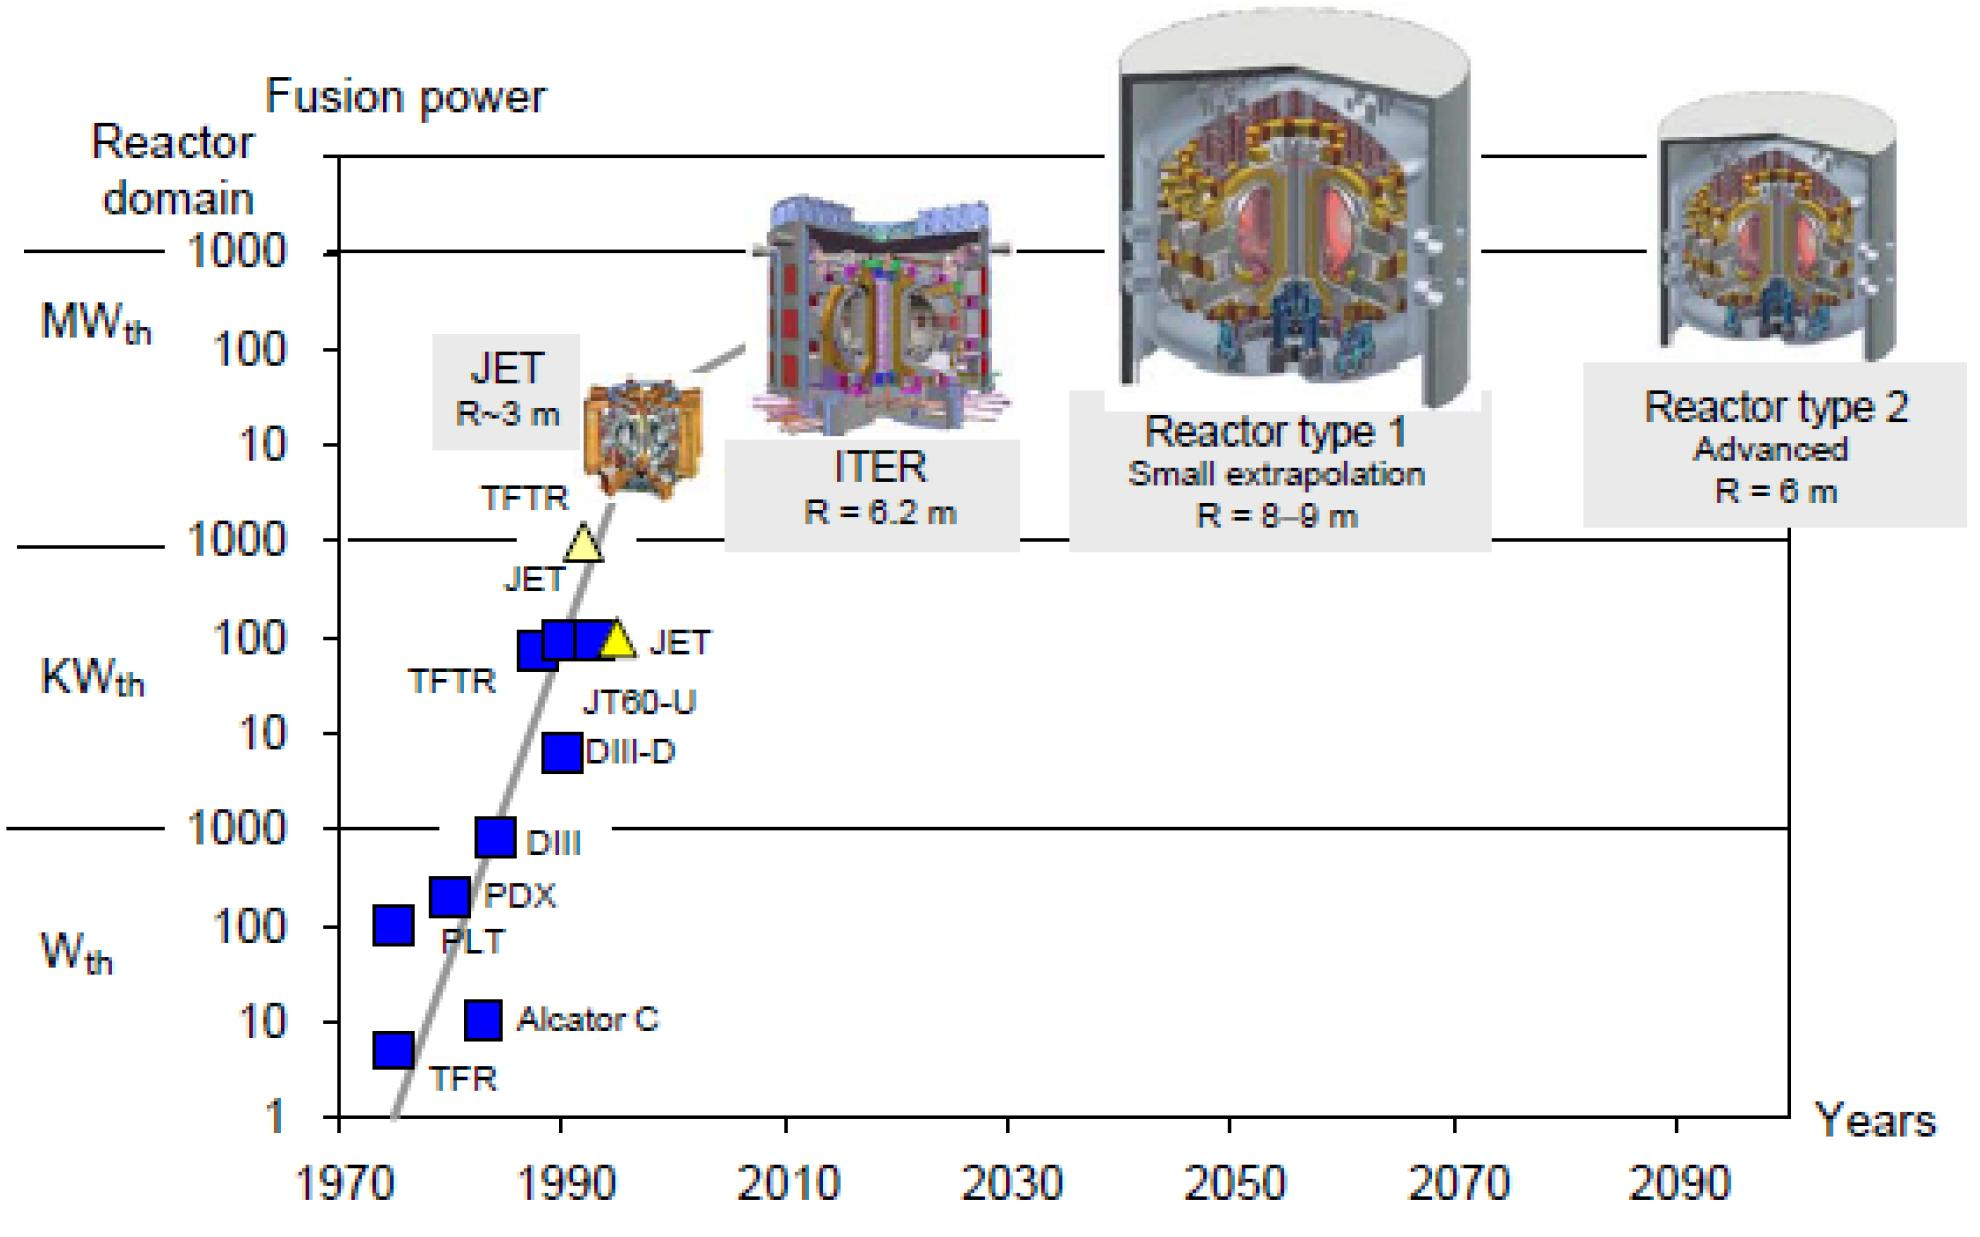 Fusion power
Reactor
domain
1000
MWth
100
10
1000
KWth
100
10
1000
Wth
100
10
1
JET
R~3 m
TFTR
JET
JET
TFTR
JT60-U
DIII-D
DIII
PDX
PLT
Alcator C
TFR
ITER
R = 6.2 m
Reactor type 1
Small extrapolation
R = 8–9 m
Reactor type 2
Advanced
R = 6 m
Years
1970 1990 2010 2030 2050 2070 2090